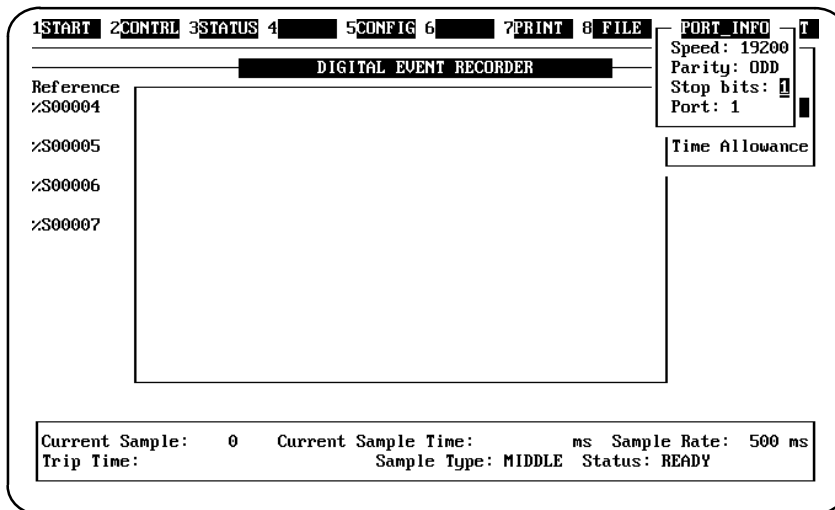 1START 2CONTRL 3STATUS 4 5CONFIG 6 7PRINT 8 FILE PORT_INFO T
Speed: 19200
DIGITAL EVENT RECORDER Parity: ODD
Reference Stop bits: 1
%S00004 Port: 1
%S00005 Time Allowance
%S00006
%S00007
Current Sample: 0 Current Sample Time: ms Sample Rate: 500 ms
Trip Time: Sample Type: MIDDLE Status: READY